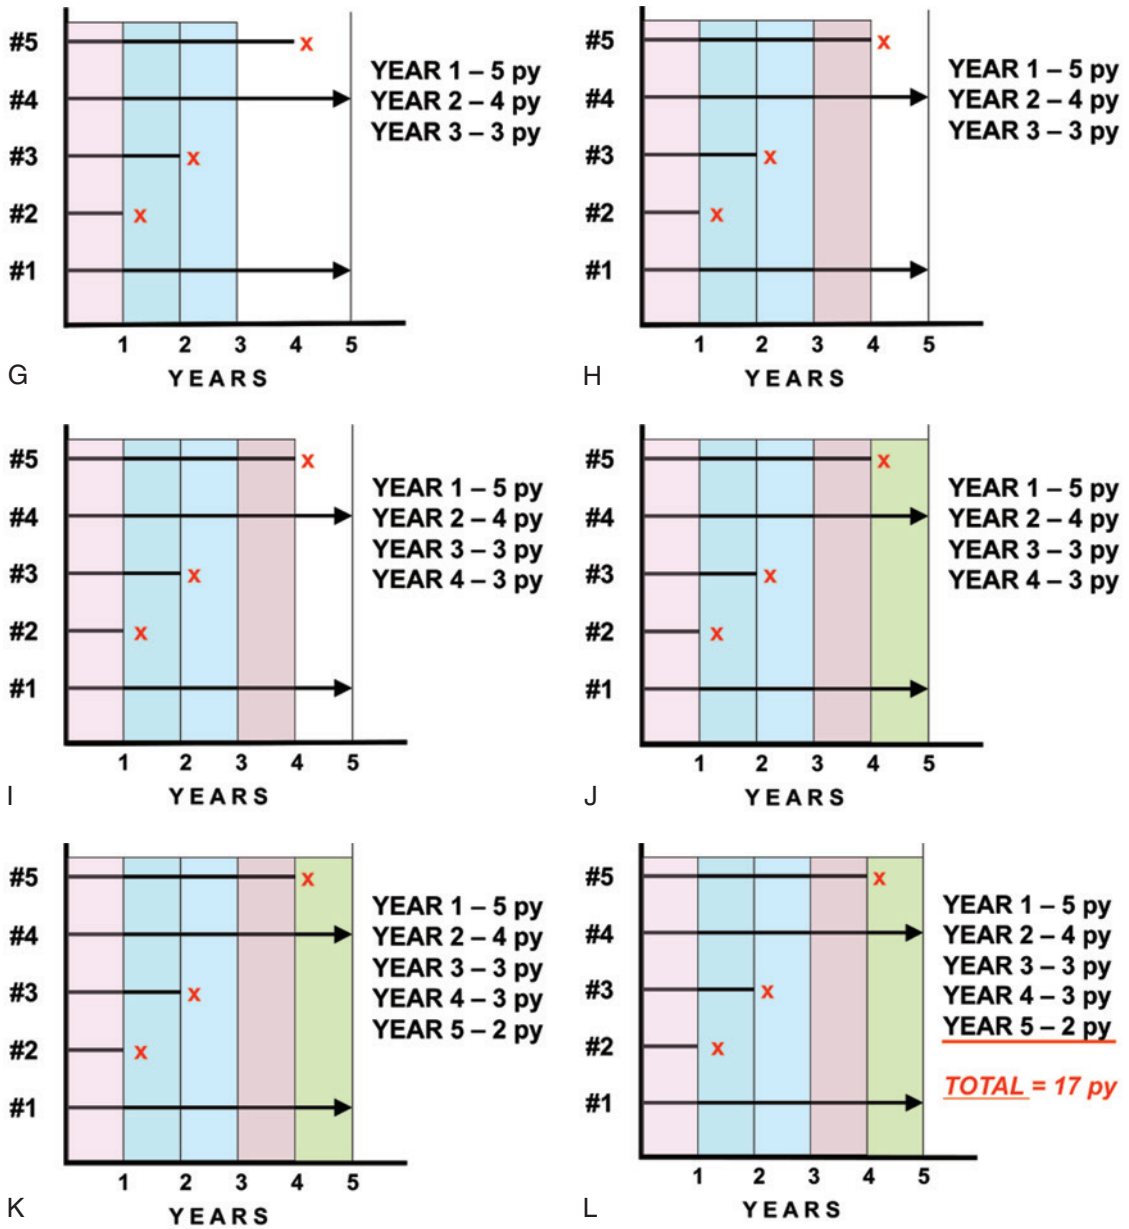 #5
#4
#3
#2
#1
x
x
x
YEAR 1 – 5 py
YEAR 2 – 4 py
YEAR 3 – 3 py
1 2 3 4 5
YEARS
G
#5
#4
#3
#2
#1
x
x
x
YEAR 1 – 5 py
YEAR 2 – 4 py
YEAR 3 – 3 py
1 2 3 4 5
YEARS
H
#5
#4
#3
#2
#1
x
x
x
YEAR 1 – 5 py
YEAR 2 – 4 py
YEAR 3 – 3 py
YEAR 4 – 3 py
1 2 3 4 5
YEARS
I
#5
#4
#3
#2
#1
x
x
x
YEAR 1 – 5 py
YEAR 2 – 4 py
YEAR 3 – 3 py
YEAR 4 – 3 py
1 2 3 4 5
YEARS
J
#5
#4
#3
#2
#1
x
x
x
YEAR 1 – 5 py
YEAR 2 – 4 py
YEAR 3 – 3 py
YEAR 4 – 3 py
YEAR 5 – 2 py
1 2 3 4 5
YEARS
K
#5
#4
#3
#2
#1
x
x
x
YEAR 1 – 5 py
YEAR 2 – 4 py
YEAR 3 – 3 py
YEAR 4 – 3 py
YEAR 5 – 2 py
TOTAL = 17 py
1 2 3 4 5
YEARS
L